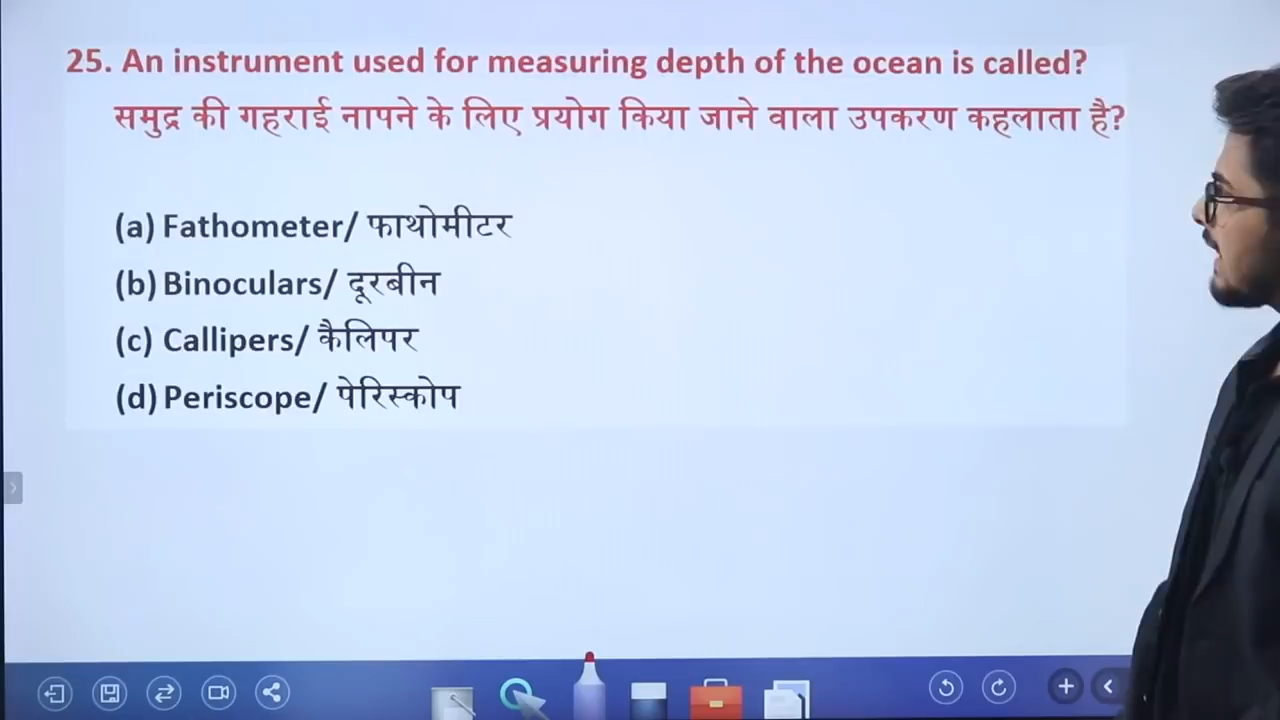 25. An instrument used for measuring depth of the ocean is called?
समुद्र की गहराई नापने के लिए प्रयोग किया जाने वाला उपकरण कहलाता है?
(a) Fathometer/ फाथोमीटर
(b) Binoculars/ दूरबीन
(c) Callipers/ कैलिपर
(d) Periscope/ पेरिस्कोप